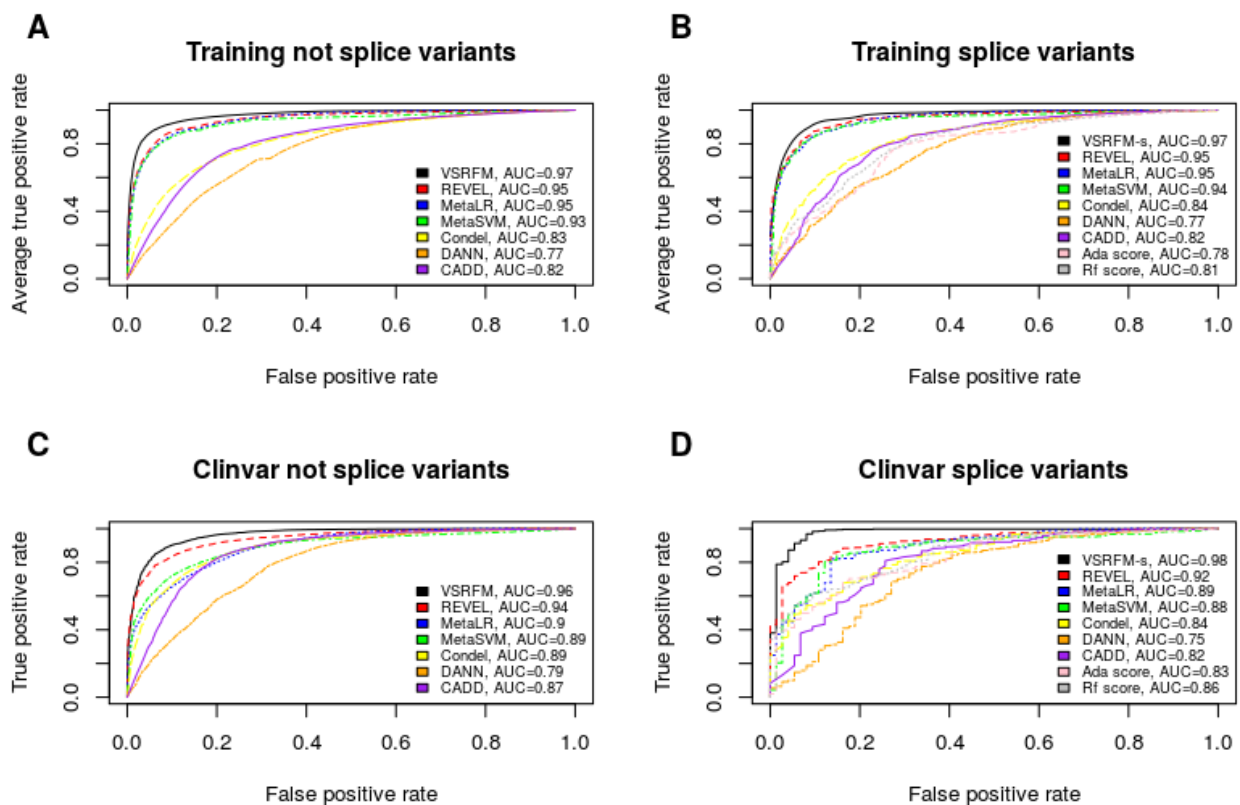 A
Training not splice variants
Average true positive rate
0.0 0.4 0.8
VSRFM, AUC=0.97
REVEL, AUC=0.95
MetaLR, AUC=0.95
MetaSVM, AUC=0.93
Condel, AUC=0.83
DANN, AUC=0.77
CADD, AUC=0.82
0.0 0.2 0.4 0.6 0.8 1.0
False positive rate
B
Training splice variants
Average true positive rate
0.0 0.4 0.8
VSRFM-s, AUC=0.97
REVEL, AUC=0.95
MetaLR, AUC=0.95
MetaSVM, AUC=0.94
Condel, AUC=0.84
DANN, AUC=0.77
CADD, AUC=0.82
Ada score, AUC=0.78
Rf score, AUC=0.81
0.0 0.2 0.4 0.6 0.8 1.0
False positive rate
C
Clinvar not splice variants
True positive rate
0.0 0.4 0.8
VSRFM, AUC=0.96
REVEL, AUC=0.94
MetaLR, AUC=0.9
MetaSVM, AUC=0.89
Condel, AUC=0.89
DANN, AUC=0.79
CADD, AUC=0.87
0.0 0.2 0.4 0.6 0.8 1.0
False positive rate
D
Clinvar splice variants
True positive rate
0.0 0.4 0.8
VSRFM-s, AUC=0.98
REVEL, AUC=0.92
MetaLR, AUC=0.89
MetaSVM, AUC=0.88
Condel, AUC=0.84
DANN, AUC=0.75
CADD, AUC=0.82
Ada score, AUC=0.83
Rf score, AUC=0.86
0.0 0.2 0.4 0.6 0.8 1.0
False positive rate